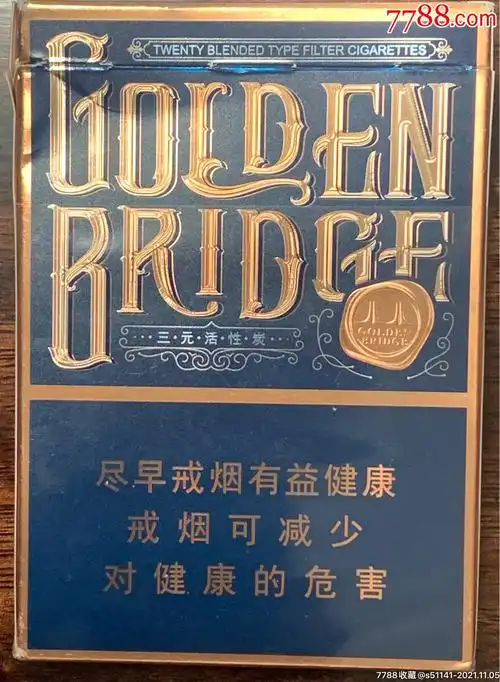 7788.com
TWENTY BLENDED TYPE FILTER CIGARETTES
GOLDEN
BRIDGE
三·元·活·性·炭
GOLDEN
BRIDGE
尽早戒烟有益健康
戒烟可减少
对健康的危害
7788收藏@s51141-2021.11.05